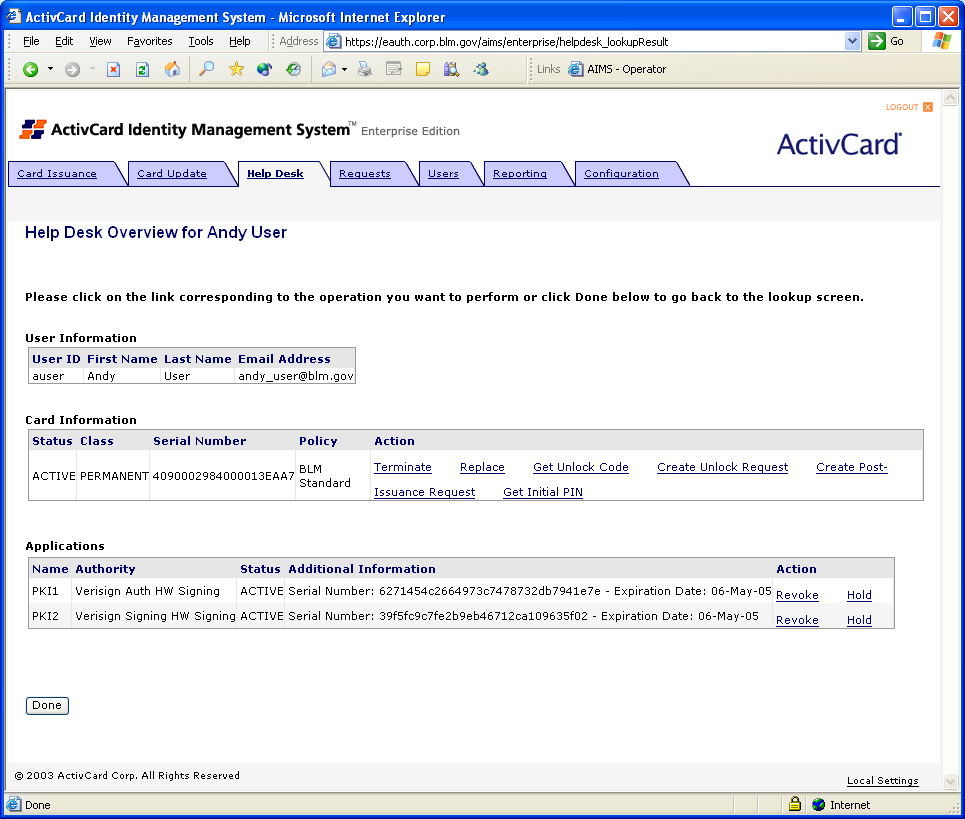 ActivCard Identity Management System - Microsoft Internet Explorer
File Edit View Favorites Tools Help Address https://eauth.corp.blm.gov/aims/enterprise/helpdesk_lookupResult Go
Links AIMS - Operator
LOGOUT X
ActivCard Identity Management System™ Enterprise Edition
ActivCard
Card Issuance Card Update Help Desk Requests Users Reporting Configuration
Help Desk Overview for Andy User
Please click on the link corresponding to the operation you want to perform or click Done below to go back to the lookup screen.
User Information
User ID First Name Last Name Email Address
auser Andy User andy_user@blm.gov
Card Information
Status Class Serial Number Policy Action
ACTIVE PERMANENT 4090002984000013EAA7 BLM Standard Terminate Replace Get Unlock Code Create Unlock Request Create Post-
Issuance Request Get Initial PIN
Applications
Name Authority Status Additional Information Action
PKI1 Verisign Auth HW Signing ACTIVE Serial Number: 6271454c2664973c7478732db7941e7e - Expiration Date: 06-May-05 Revoke Hold
PKI2 Verisign Signing HW Signing ACTIVE Serial Number: 39f5fc9c7fe2b9eb46712ca109635f02 - Expiration Date: 06-May-05 Revoke Hold
Done
© 2003 ActivCard Corp. All Rights Reserved
Local Settings
Done Internet